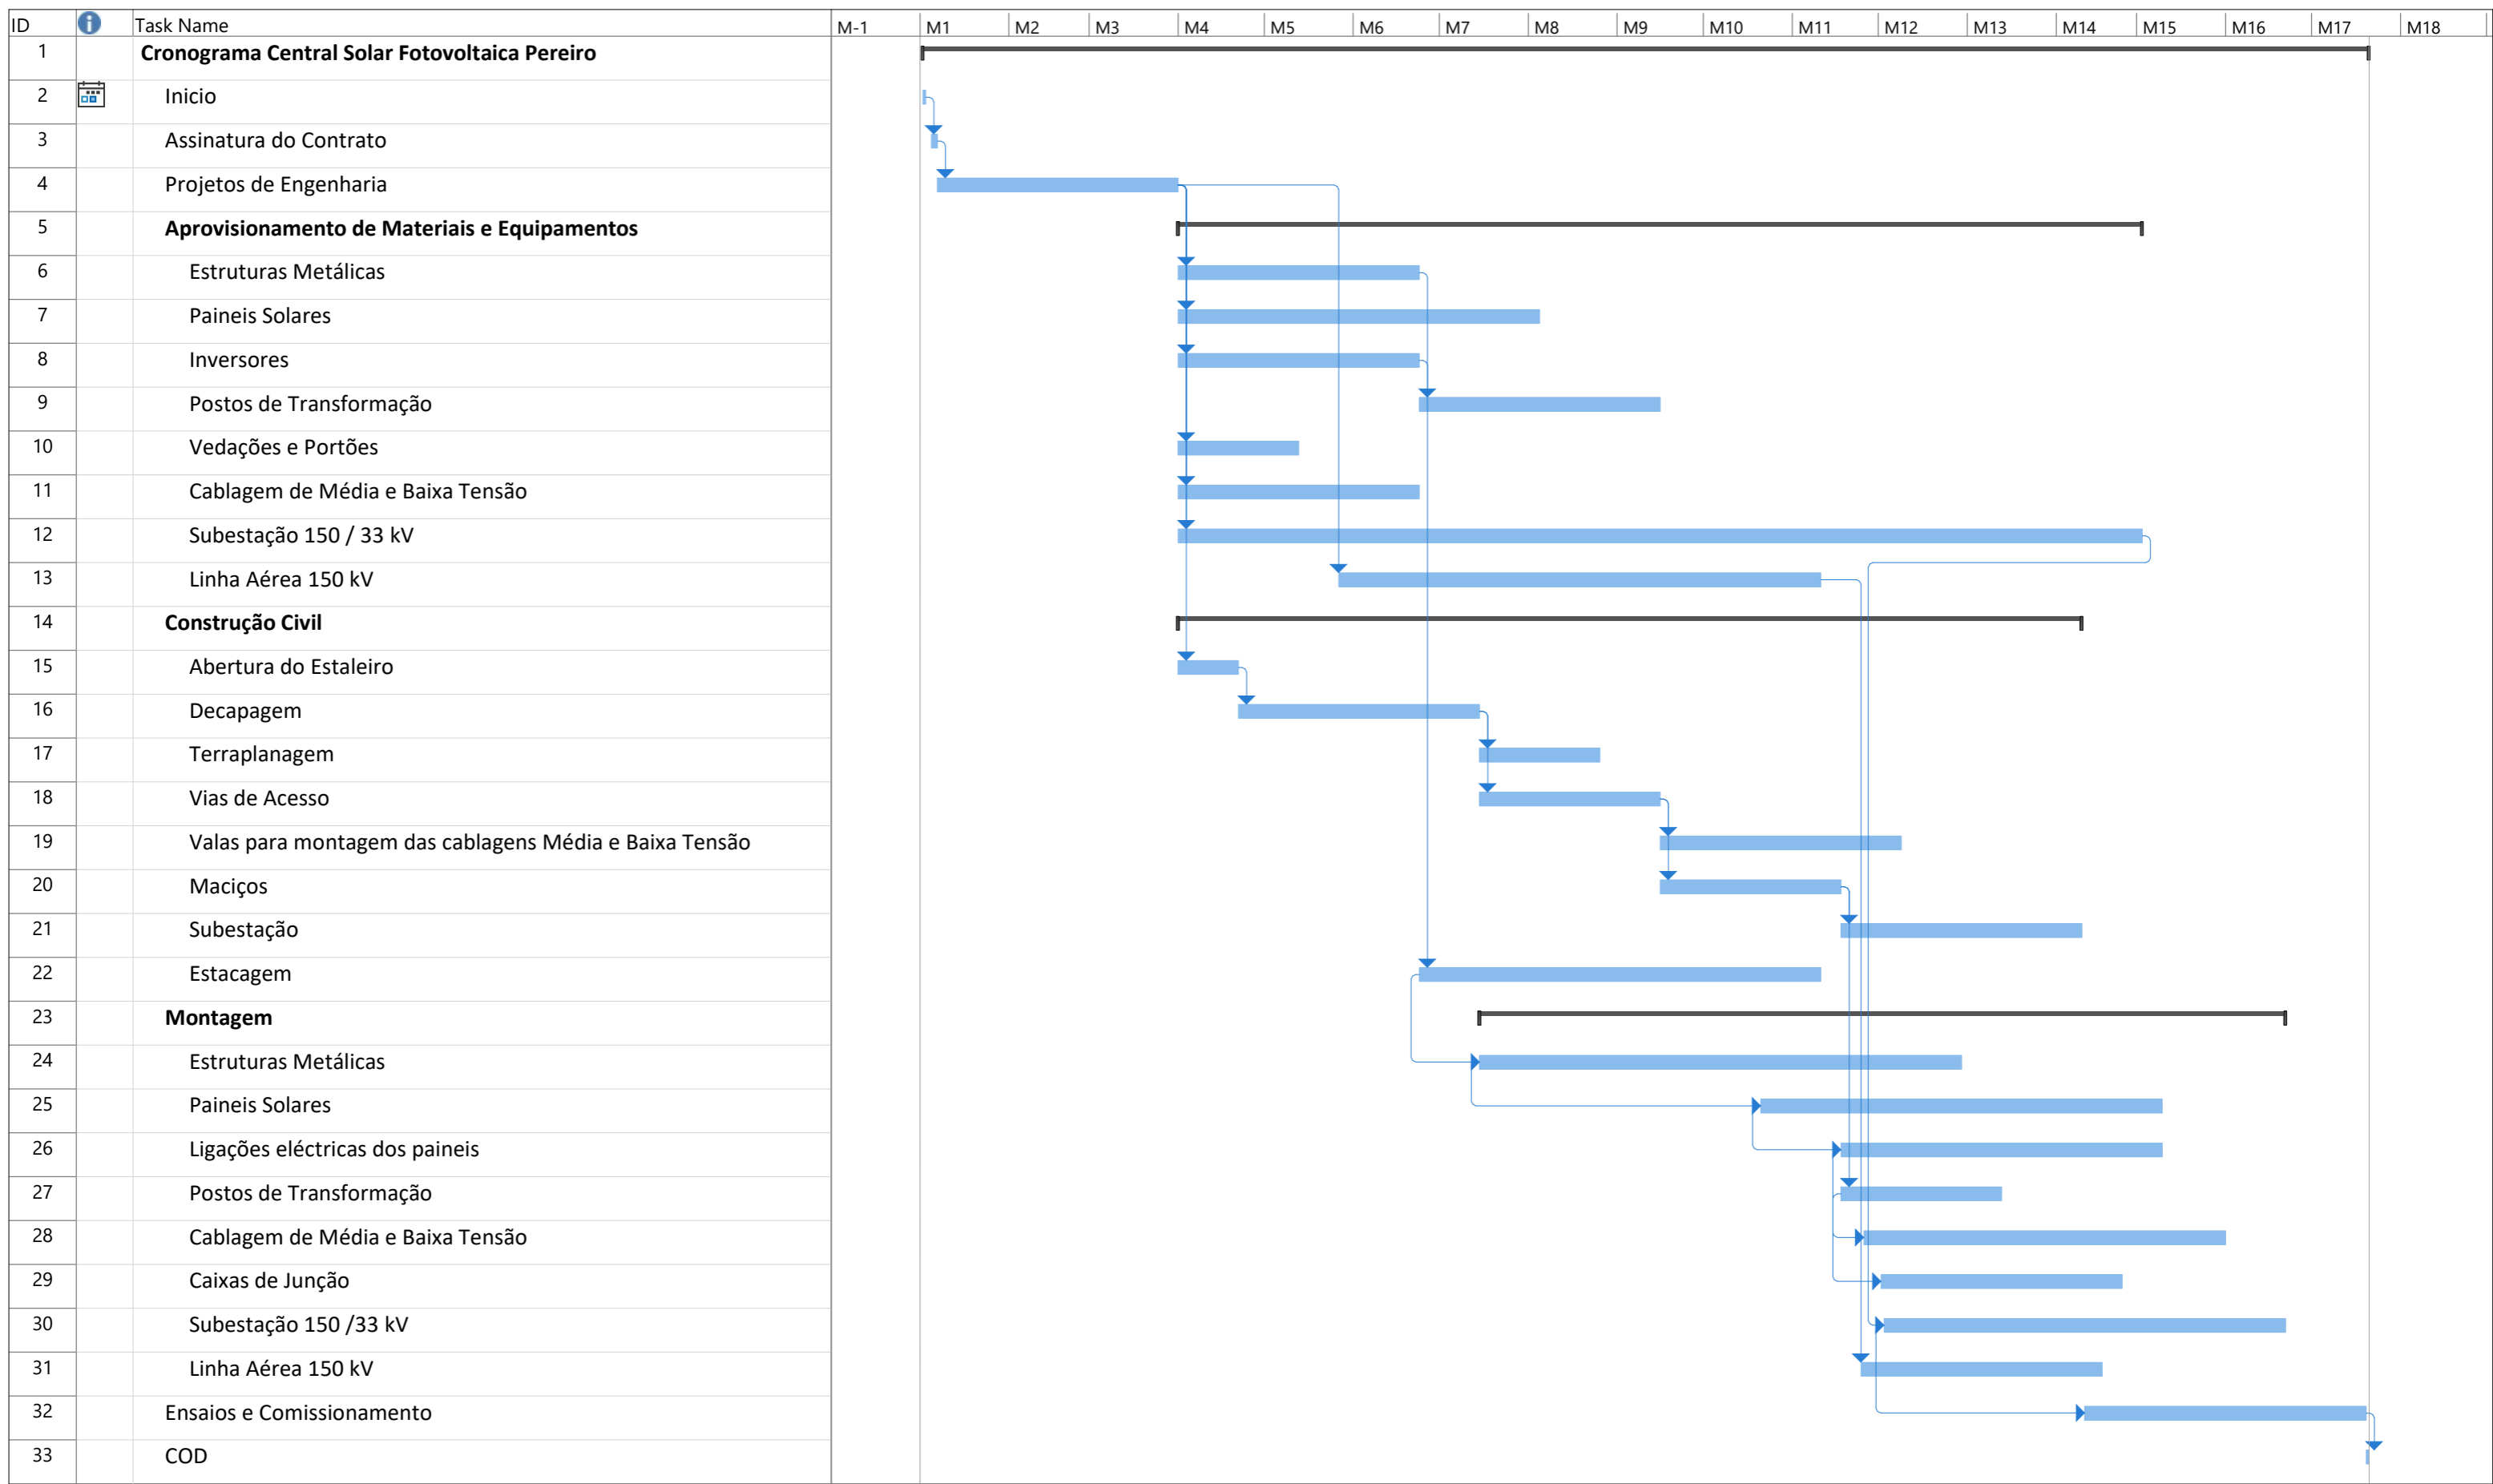 ID Task Name M-1 M1 M2 M3 M4 M5 M6 M7 M8 M9 M10 M11 M12 M13 M14 M15 M16 M17 M18
1 Cronograma Central Solar Fotovoltaica Pereiro
2 Inicio
3 Assinatura do Contrato
4 Projetos de Engenharia
5 Aprovisionamento de Materiais e Equipamentos
6 Estruturas Metálicas
7 Paineis Solares
8 Inversores
9 Postos de Transformação
10 Vedações e Portões
11 Cablagem de Média e Baixa Tensão
12 Subestação 150 / 33 kV
13 Linha Aérea 150 kV
14 Construção Civil
15 Abertura do Estaleiro
16 Decapagem
17 Terraplanagem
18 Vias de Acesso
19 Valas para montagem das cablagens Média e Baixa Tensão
20 Maciços
21 Subestação
22 Estacagem
23 Montagem
24 Estruturas Metálicas
25 Paineis Solares
26 Ligações eléctricas dos paineis
27 Postos de Transformação
28 Cablagem de Média e Baixa Tensão
29 Caixas de Junção
30 Subestação 150 /33 kV
31 Linha Aérea 150 kV
32 Ensaios e Comissionamento
33 COD